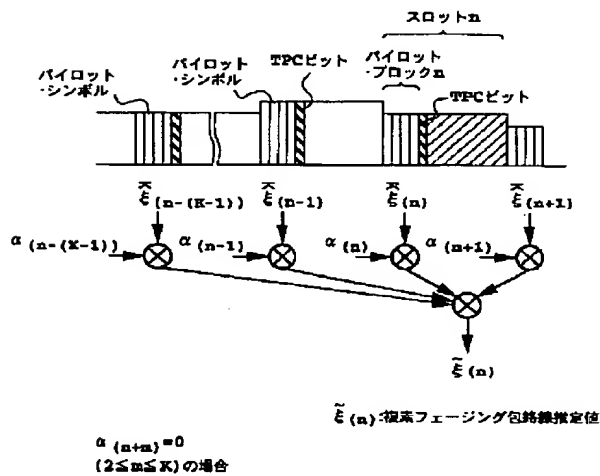 スロットn
パイロット
・シンボル
パイロット
・シンボル
TPCビット
パイロット
・ブロックn
TPCビット
ξ̄(n-(K-1))
ξ̄(n-1)
ξ̄(n)
ξ̄(n+1)
α(n-(K-1))
α(n-1)
α(n)
α(n+1)
ξ̃(n)
ξ̃(n):複素フェージング包絡線推定値
α(n+m)=0
(2≦m≦K)の場合